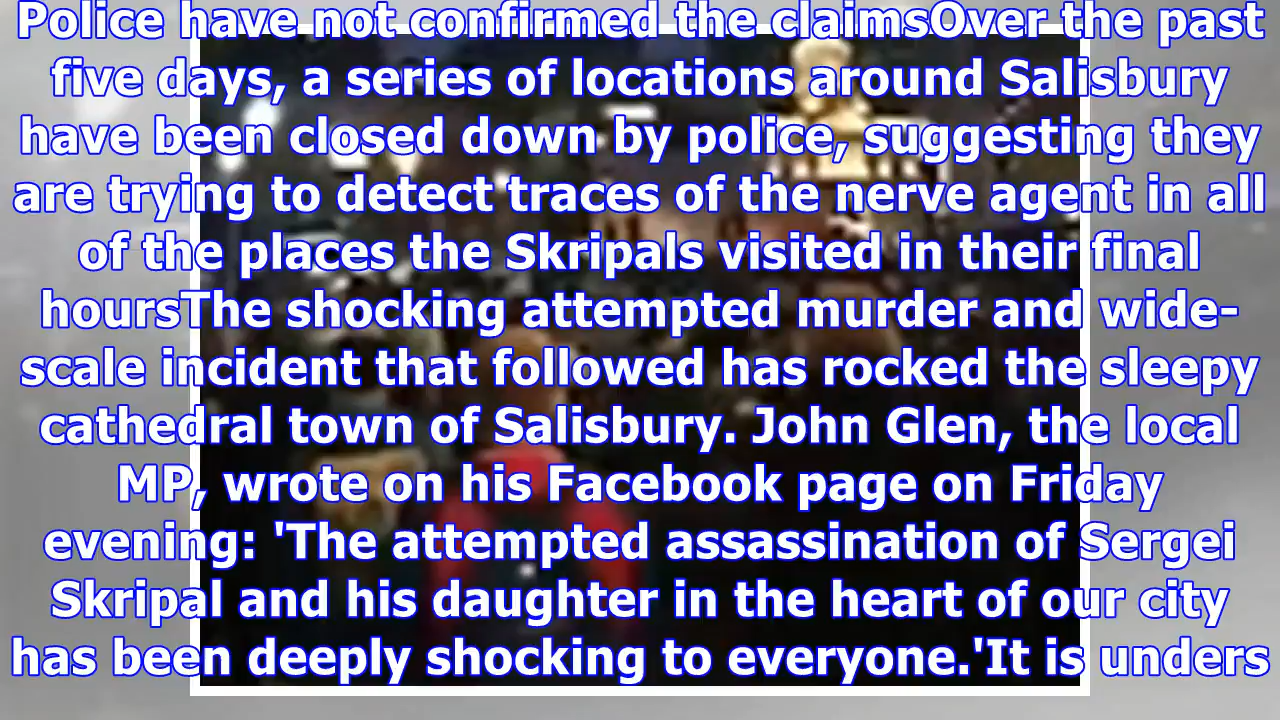 Police have not confirmed the claimsOver the past
five days, a series of locations around Salisbury
have been closed down by police, suggesting they
are trying to detect traces of the nerve agent in all
of the places the Skripals visited in their final
hoursThe shocking attempted murder and wide-
scale incident that followed has rocked the sleepy
cathedral town of Salisbury. John Glen, the local
MP, wrote on his Facebook page on Friday
evening: 'The attempted assassination of Sergei
Skripal and his daughter in the heart of our city
has been deeply shocking to everyone.'It is unders